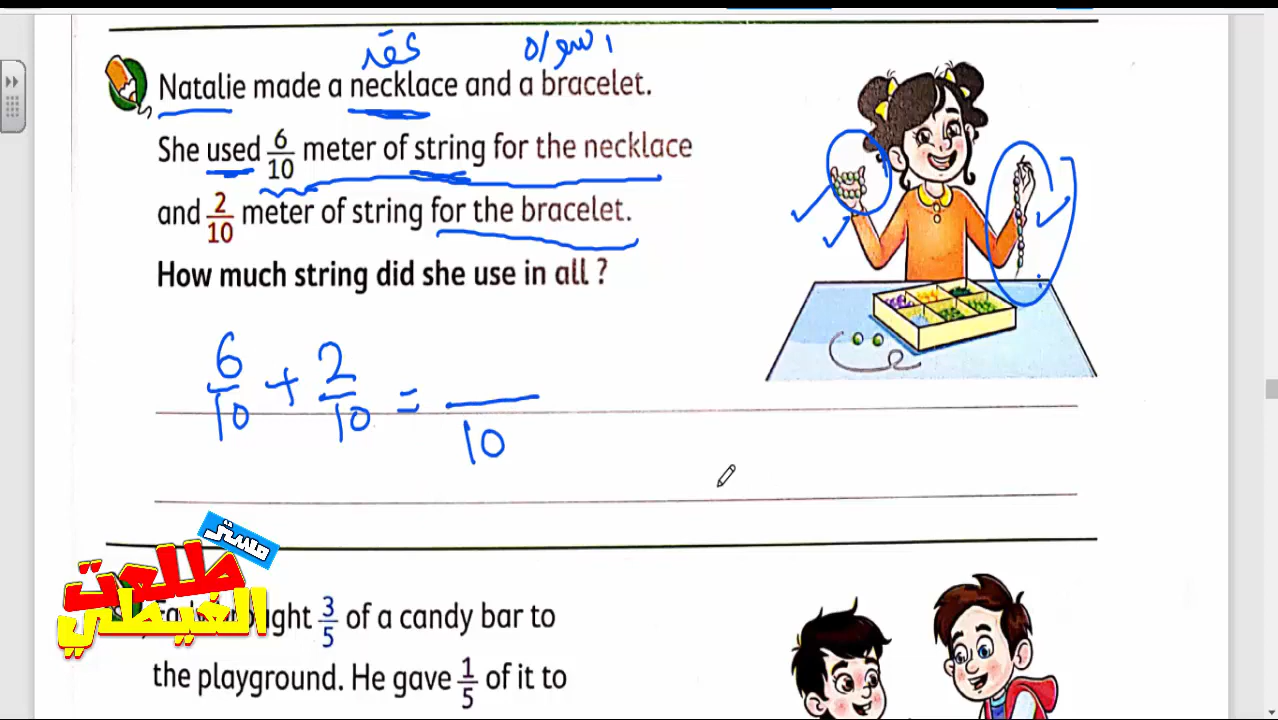 عقد اسواره
Natalie made a necklace and a bracelet.
She used 6/10 meter of string for the necklace
and 2/10 meter of string for the bracelet.
How much string did she use in all ?
6/10 + 2/10 = /10
مستر
طلعت
الغيطي
ght 3/5 of a candy bar to
the playground. He gave 1/5 of it to